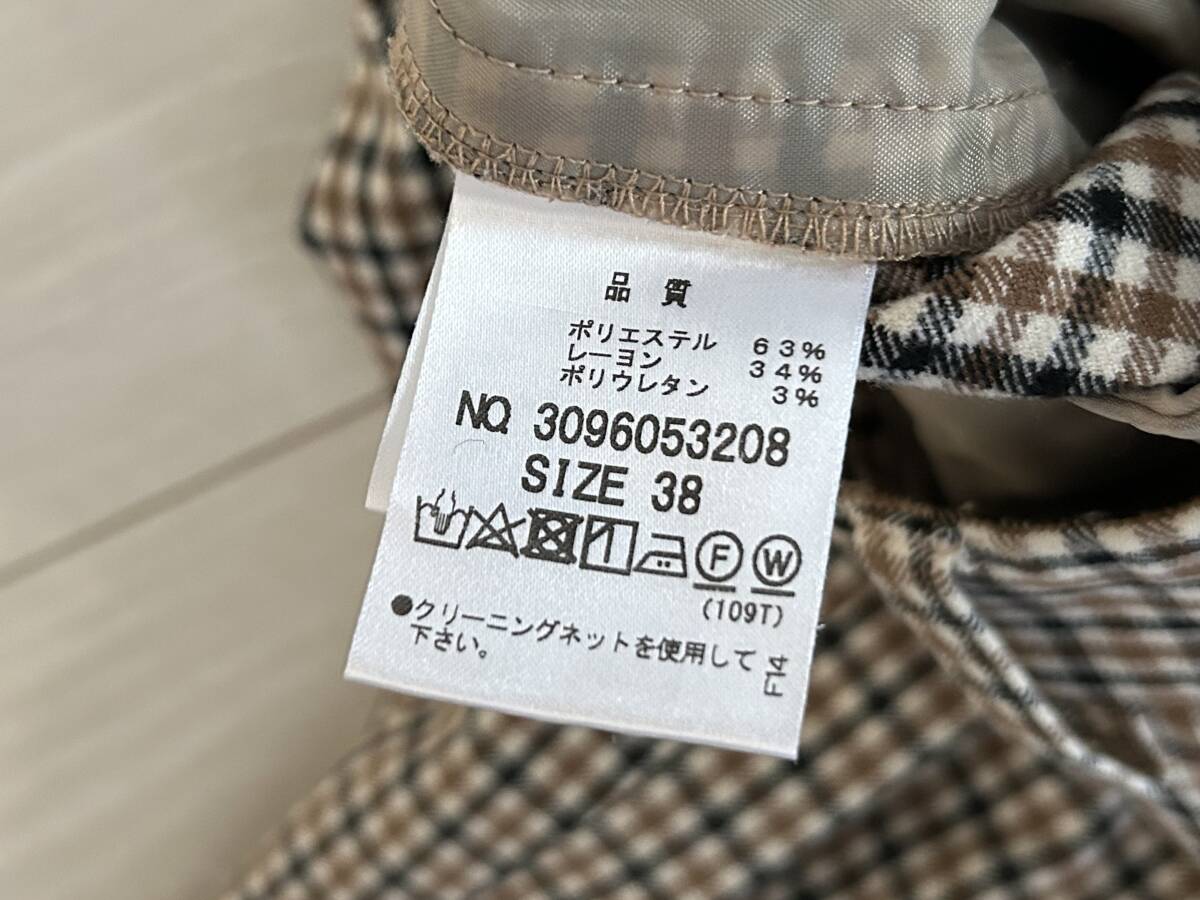 品 質
ポリエステル 63%
レーヨン 34%
ポリウレタン 3%
NO. 3096053208
SIZE 38
F W
(109T)
●クリーニングネットを使用して
下さい。
F14